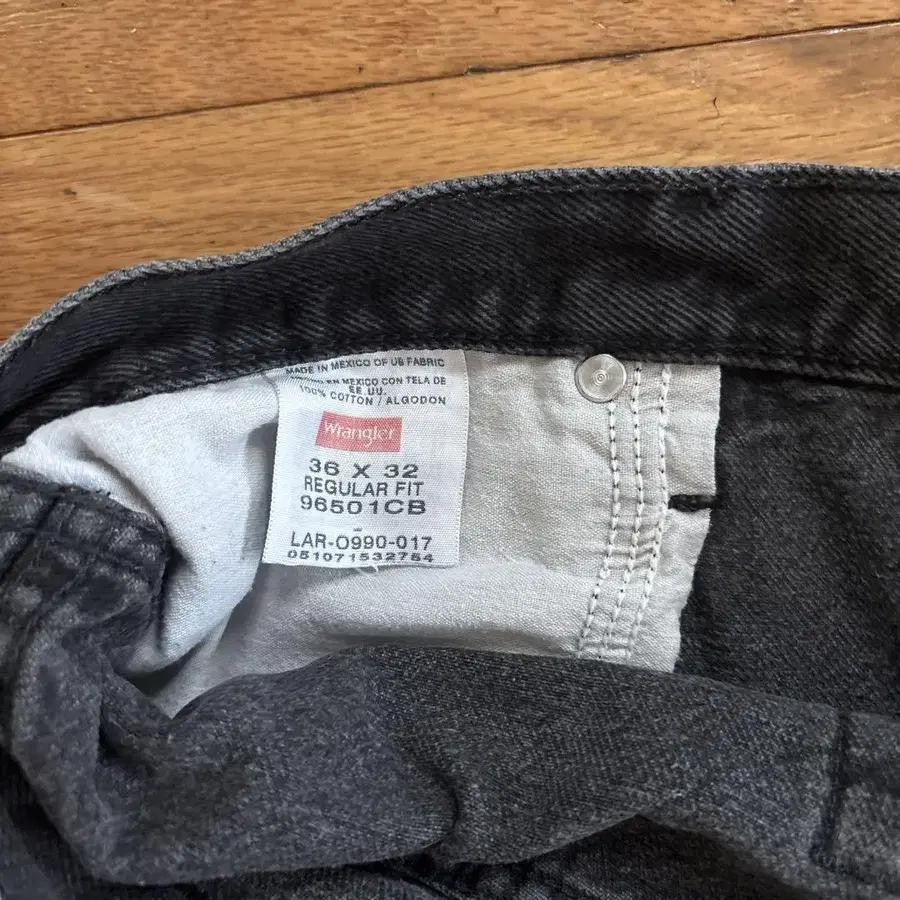 MADE IN MEXICO OF US FABRIC
EN MEXICO CON TELA DE
EE.UU.
100% COTTON / ALGODON
Wrangler
36 X 32
REGULAR FIT
96501CB
LAR-0990-017
051071532754